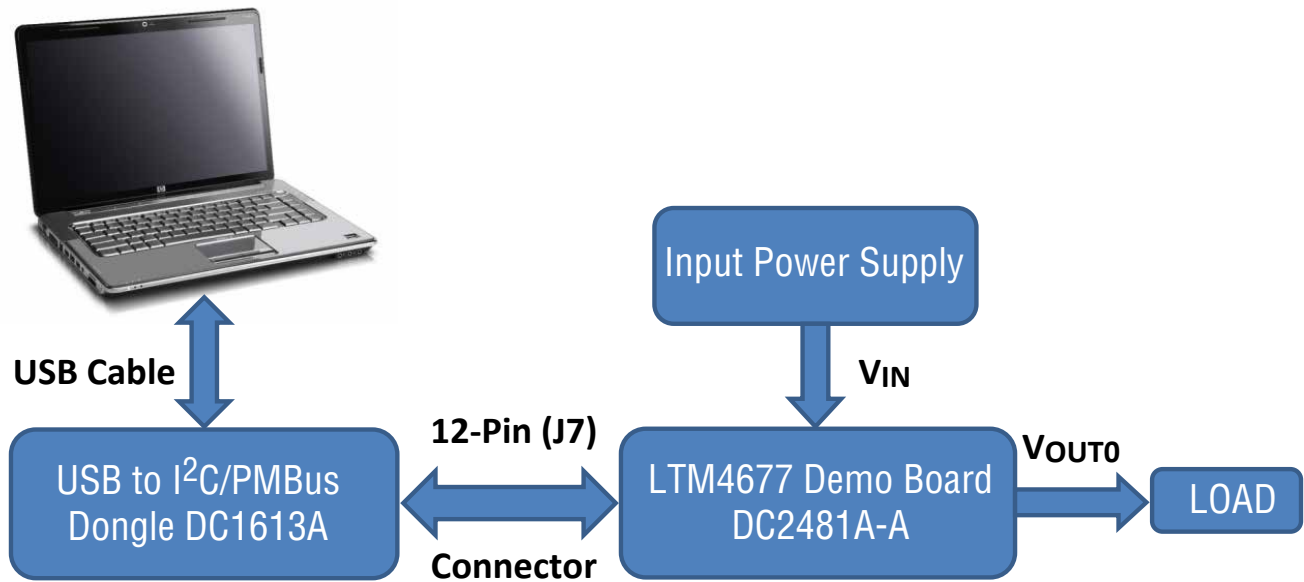 Input Power Supply
USB Cable
VIN
12-Pin (J7)
VOUT0
USB to I²C/PMBus
Dongle DC1613A
LTM4677 Demo Board
DC2481A-A
LOAD
Connector